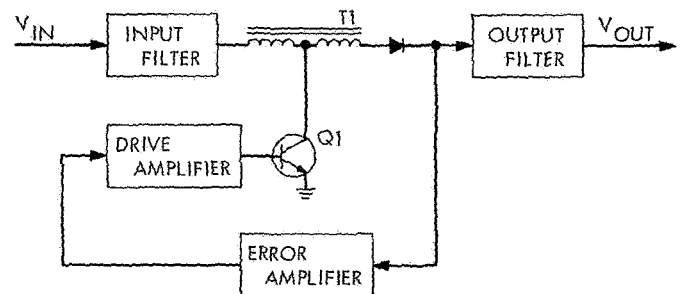 T1
VIN
INPUT
FILTER
OUTPUT
FILTER
VOUT
DRIVE
AMPLIFIER
Q1
ERROR
AMPLIFIER